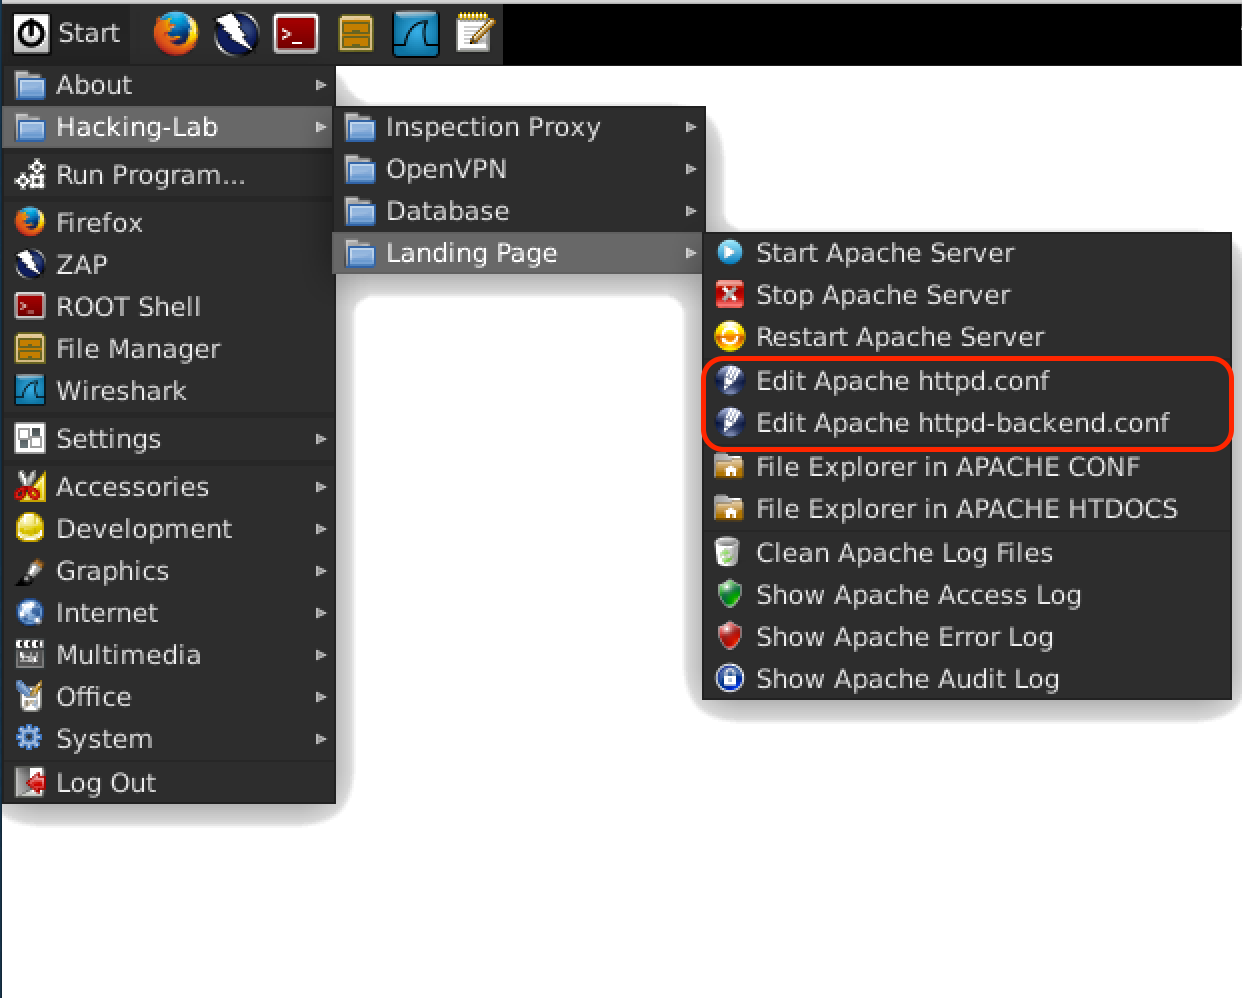 Start
About
Hacking-Lab
Run Program...
Firefox
ZAP
ROOT Shell
File Manager
Wireshark
Settings
Accessories
Development
Graphics
Internet
Multimedia
Office
System
Log Out
Inspection Proxy
OpenVPN
Database
Landing Page
Start Apache Server
Stop Apache Server
Restart Apache Server
Edit Apache httpd.conf
Edit Apache httpd-backend.conf
File Explorer in APACHE CONF
File Explorer in APACHE HTDOCS
Clean Apache Log Files
Show Apache Access Log
Show Apache Error Log
Show Apache Audit Log